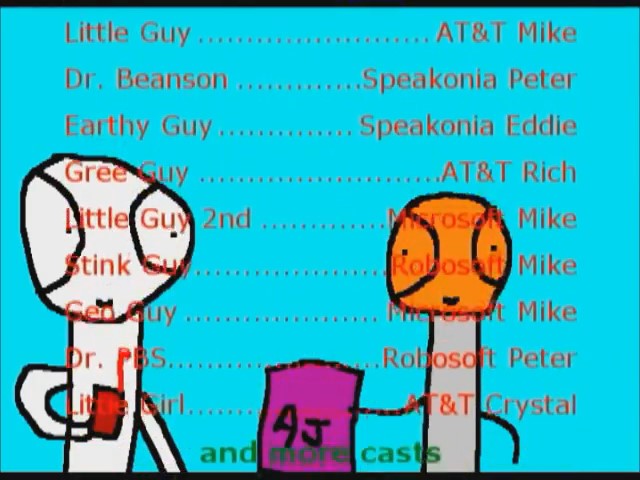 Little Guy ........................ AT&T Mike
Dr. Beanson .............Speakonia Peter
Earthy Guy.............. Speakonia Eddie
Gree Guy .........................AT&T Rich
Little Guy 2nd .............Microsoft Mike
Stink Guy....................Robosoft Mike
Geo Guy .................... Microsoft Mike
Dr. PBS......................Robosoft Peter
Little Girl.......................AT&T Crystal
AJ
and more casts